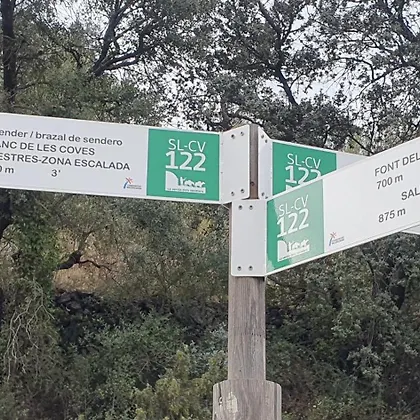 ender / brazal de sendero
ANC DE LES COVES
ESTRES-ZONA ESCALADA
0 m 3'
SL-CV
122
SL-CV
122
SL-CV
122
FONT DEL
700 m
SAL
875 m